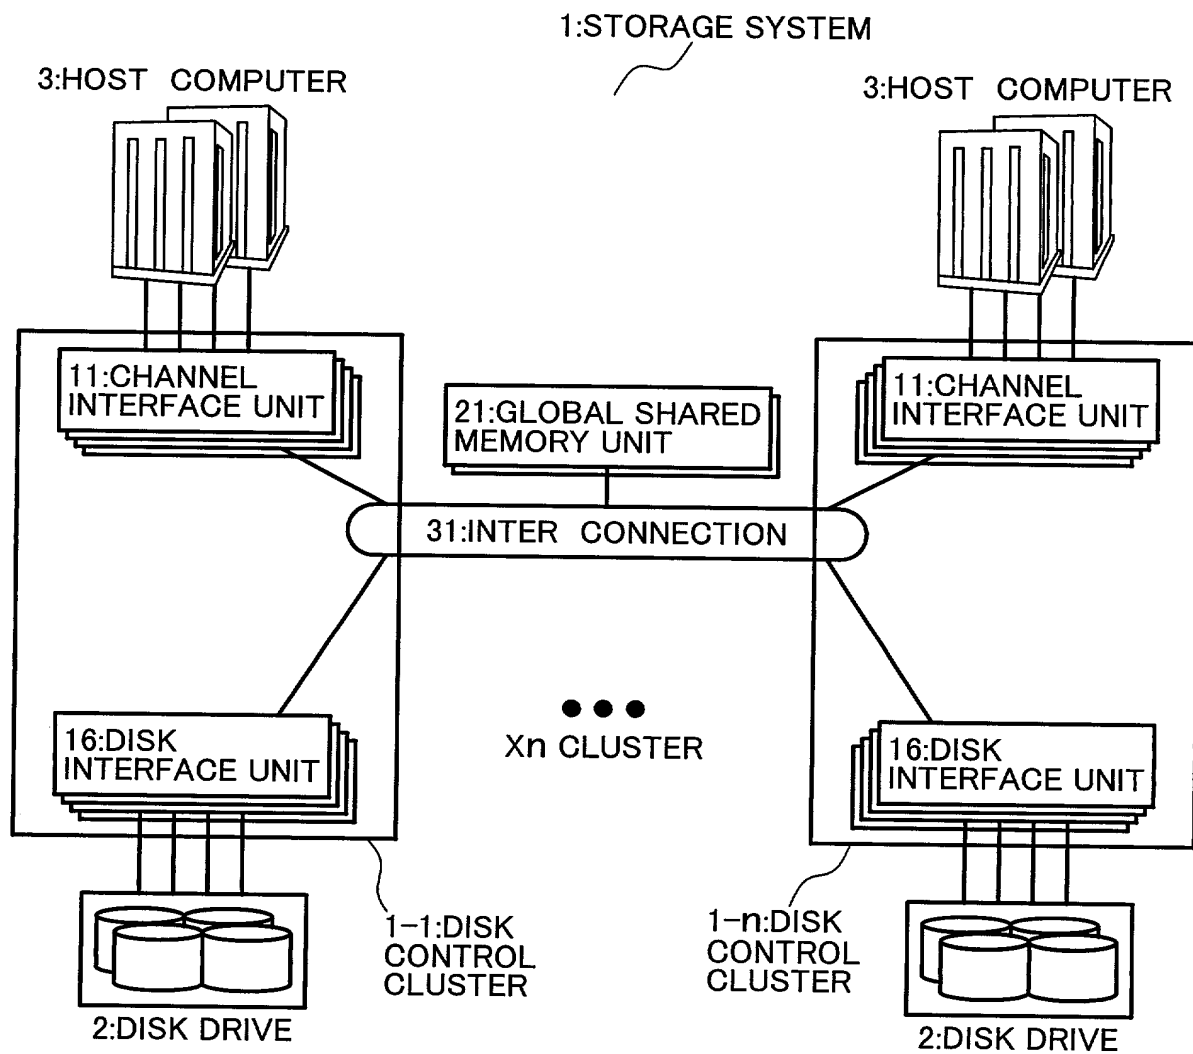 1:STORAGE SYSTEM
3:HOST COMPUTER
3:HOST COMPUTER
11:CHANNEL
INTERFACE UNIT
21:GLOBAL SHARED
MEMORY UNIT
11:CHANNEL
INTERFACE UNIT
31:INTER CONNECTION
16:DISK
INTERFACE UNIT
Xn CLUSTER
16:DISK
INTERFACE UNIT
1-1:DISK
CONTROL
CLUSTER
1-n:DISK
CONTROL
CLUSTER
2:DISK DRIVE
2:DISK DRIVE